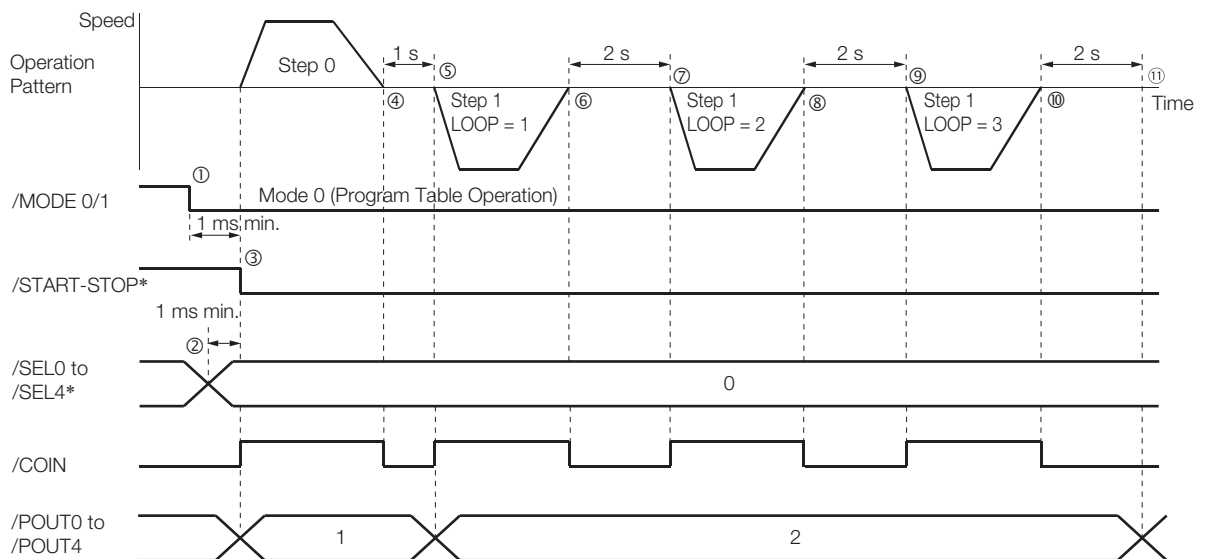 Speed
Operation
Pattern
Step 0
1 s
⑤
2 s
⑦
2 s
⑨
2 s
⑪
④
Step 1
LOOP = 1
⑥
Step 1
LOOP = 2
⑧
Step 1
LOOP = 3
⑩
Time
/MODE 0/1
①
Mode 0 (Program Table Operation)
1 ms min.
/START-STOP*
③
1 ms min.
②
/SEL0 to
/SEL4*
0
/COIN
/POUT0 to
/POUT4
1
2